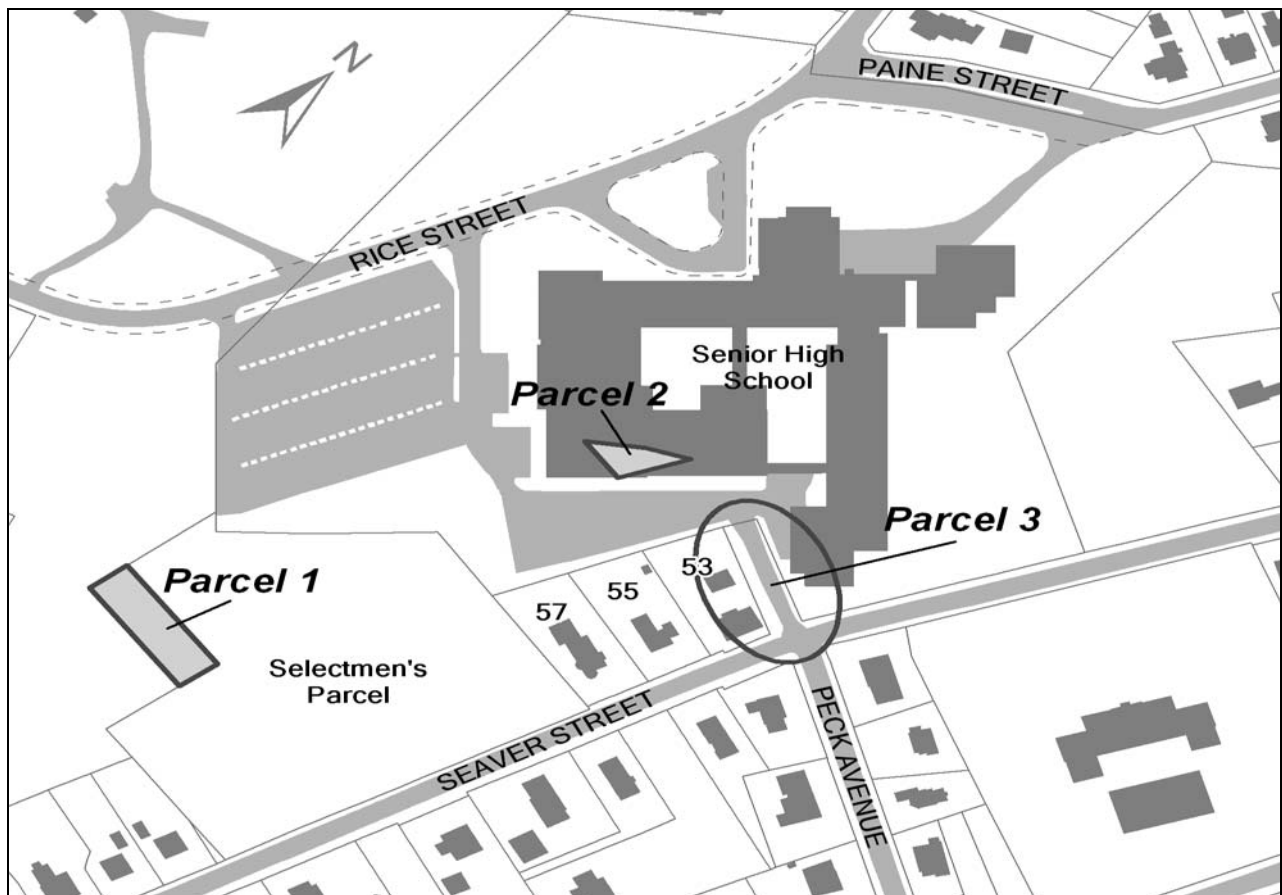 PAINE STREET
N
RICE STREET
Senior High
School
Parcel 2
Parcel 3
53
Parcel 1
55
57
Selectmen's
Parcel
SEAVER STREET
PECK AVENUE